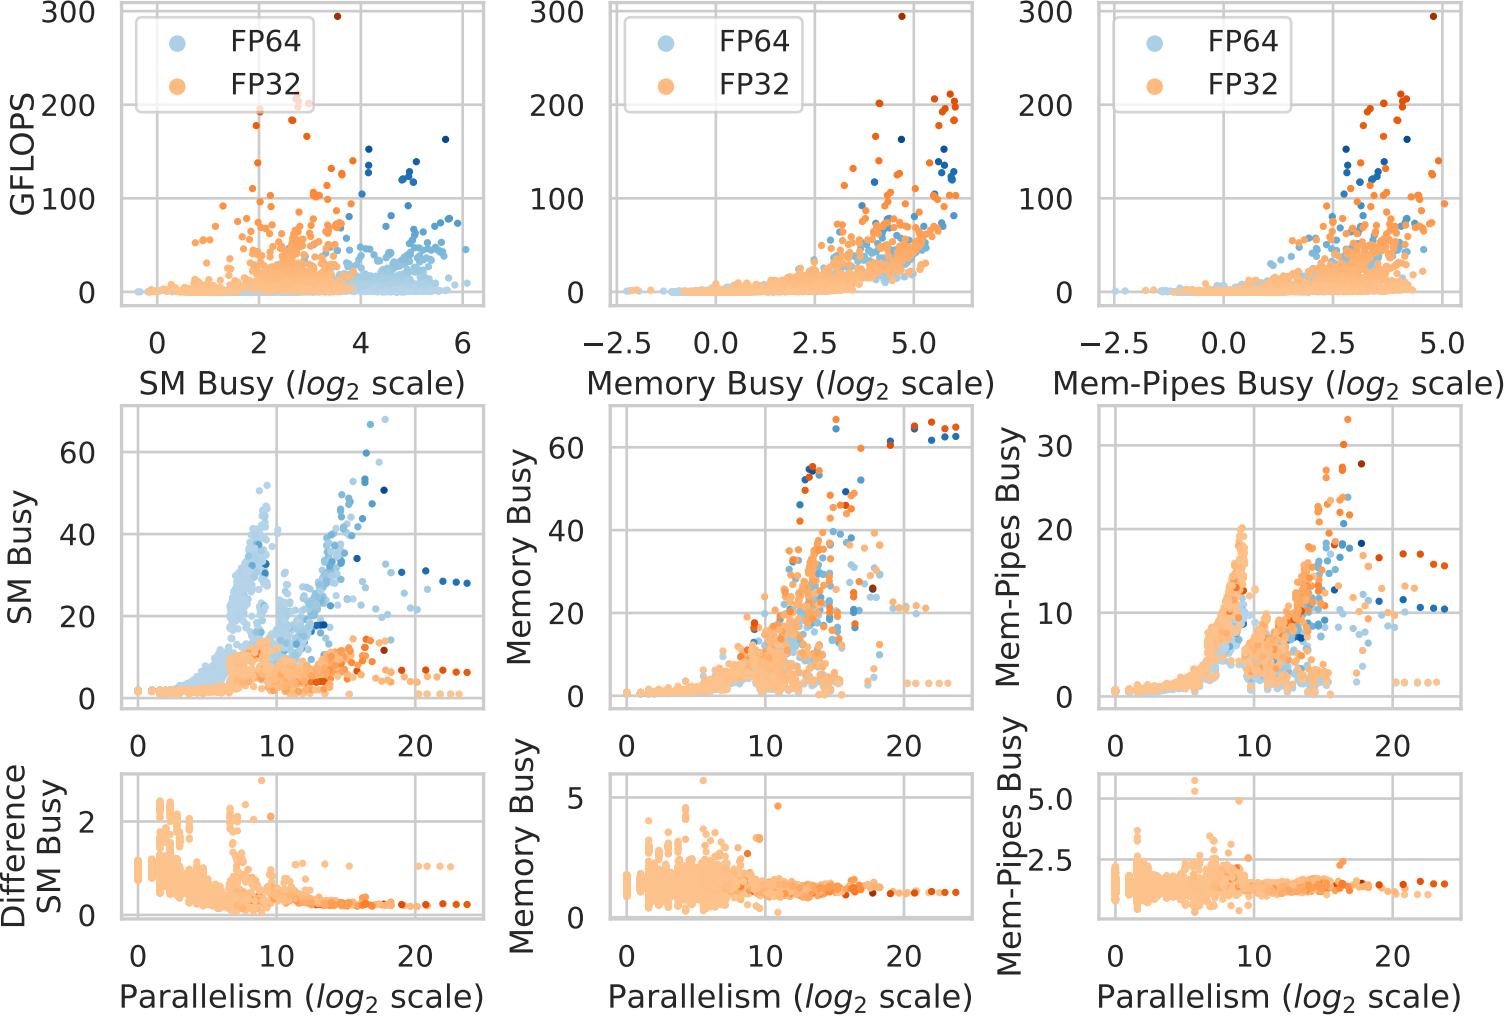 300
200
100
0
GFLOPS
FP64
FP32
0 2 4 6
SM Busy (log2 scale)
300
200
100
0
FP64
FP32
−2.5 0.0 2.5 5.0
Memory Busy (log2 scale)
300
200
100
0
FP64
FP32
−2.5 0.0 2.5 5.0
Mem-Pipes Busy (log2 scale)
SM Busy
60
40
20
0
0 10 20
Memory Busy
60
40
20
0
0 10 20
Mem-Pipes Busy
30
20
10
0
0 10 20
Difference
SM Busy
2
0
0 10 20
Parallelism (log2 scale)
Memory Busy
5
0
0 10 20
Parallelism (log2 scale)
Mem-Pipes Busy
5.0
2.5
0 10 20
Parallelism (log2 scale)